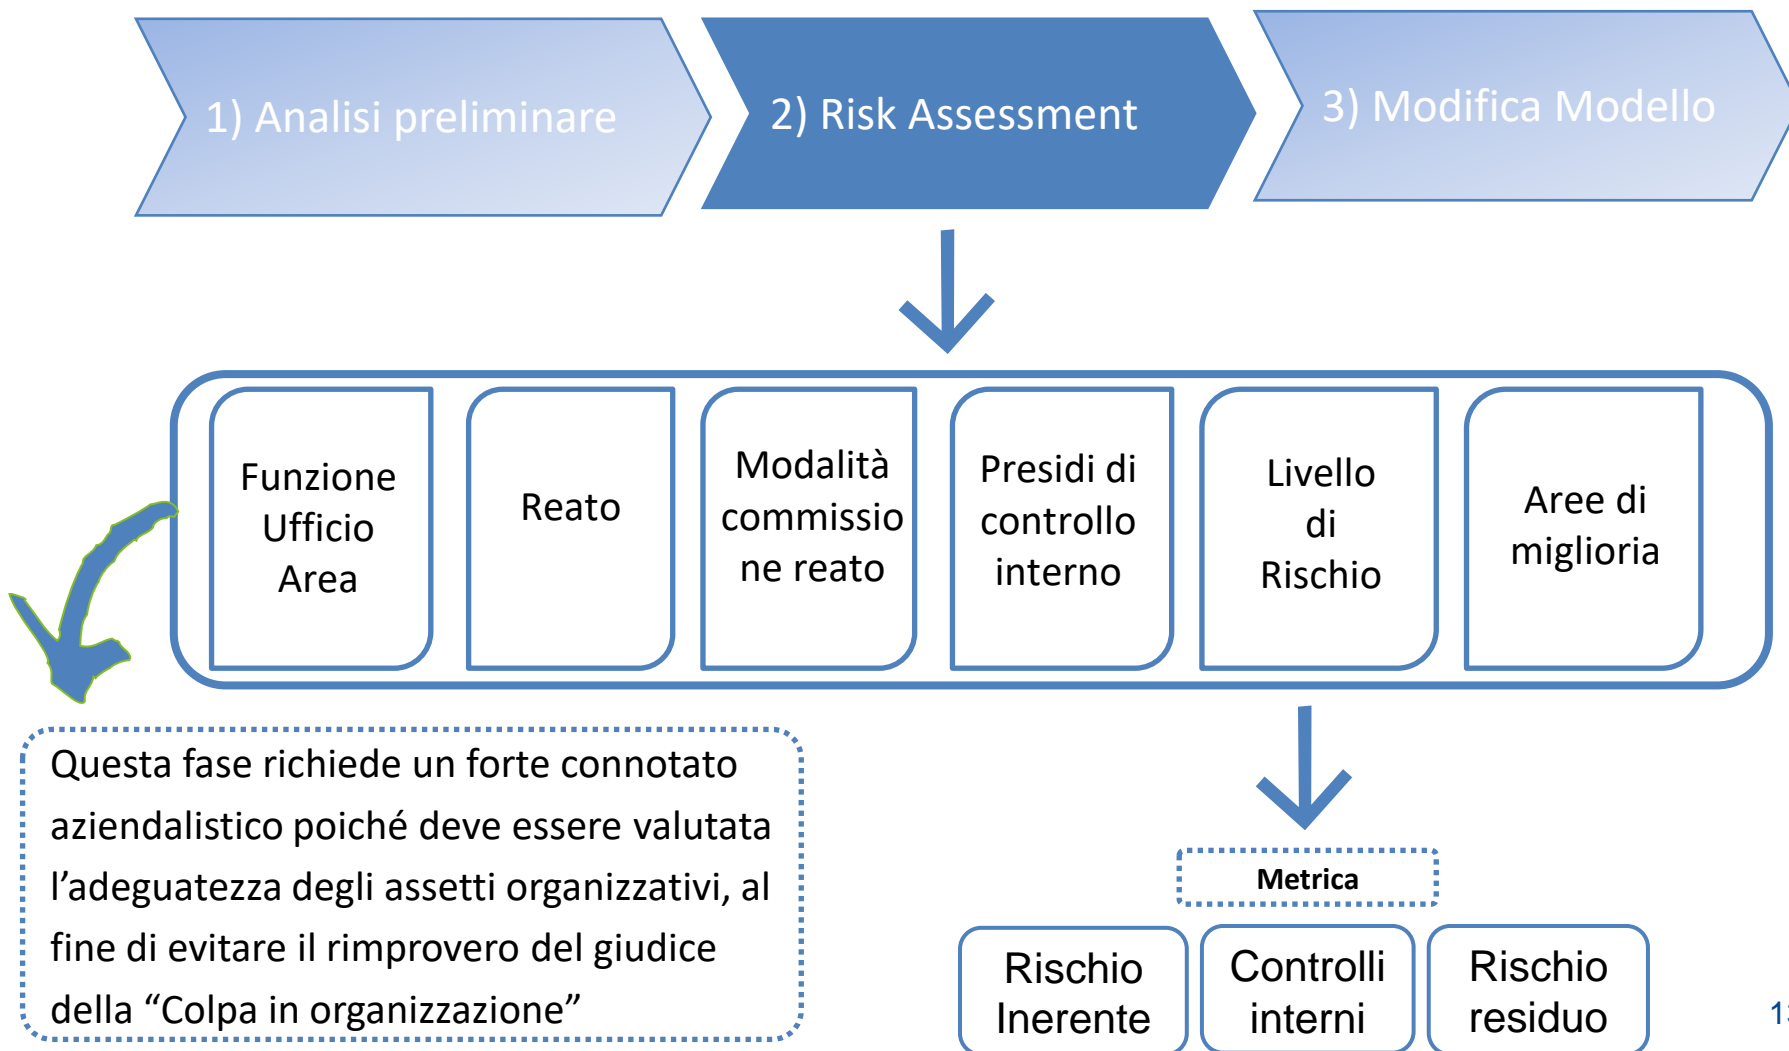 1) Analisi preliminare
2) Risk Assessment
3) Modifica Modello
Funzione
Ufficio
Area
Reato
Modalità
commissio
ne reato
Presidi di
controllo
interno
Livello
di
Rischio
Aree di
miglioria
Questa fase richiede un forte connotato
aziendalistico poiché deve essere valutata
l’adeguatezza degli assetti organizzativi, al
fine di evitare il rimprovero del giudice
della “Colpa in organizzazione”
Metrica
Rischio
Inerente
Controlli
interni
Rischio
residuo